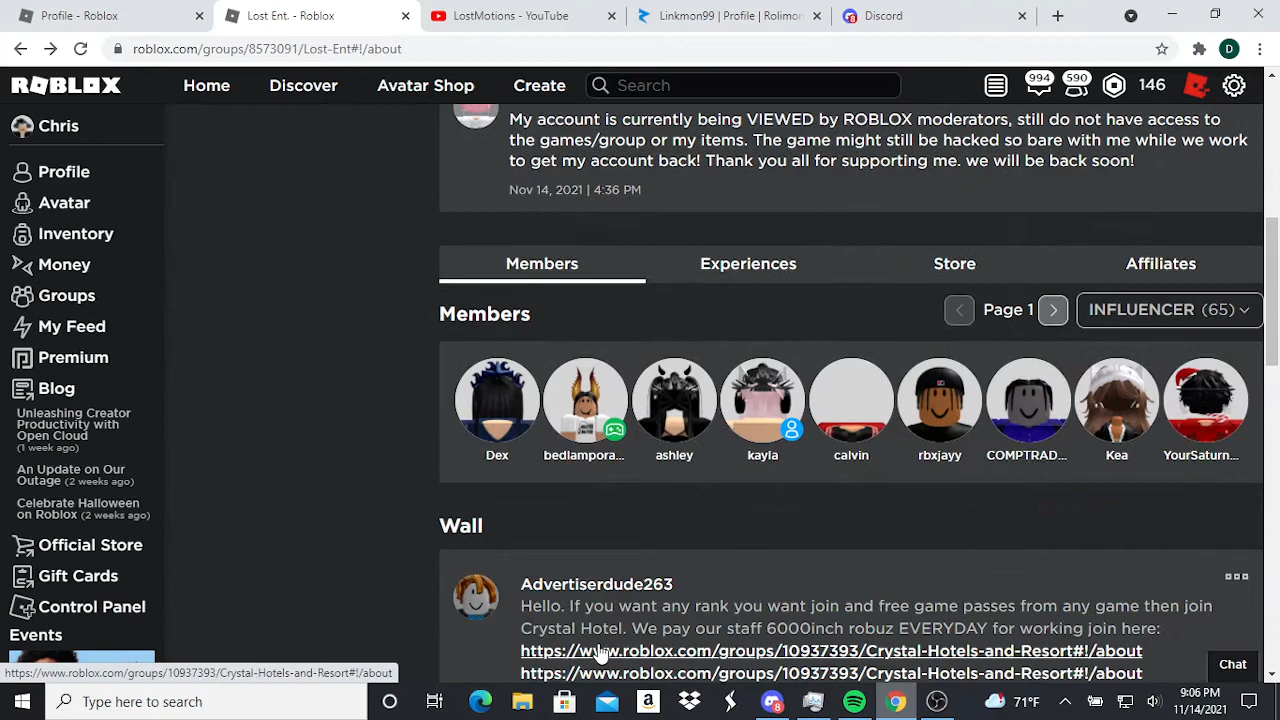 Profile - Roblox
Lost Ent. - Roblox
LostMotions - YouTube
Linkmon99 | Profile | Rolimon
Discord
roblox.com/groups/8573091/Lost-Ent#!/about
D
ROBLOX
Home
Discover
Avatar Shop
Create
Search
994
590
146
Chris
Profile
Avatar
Inventory
Money
Groups
My Feed
Premium
Blog
Unleashing Creator
Productivity with
Open Cloud
(1 week ago)
An Update on Our
Outage (2 weeks ago)
Celebrate Halloween
on Roblox (2 weeks ago)
Official Store
Gift Cards
Control Panel
Events
My account is currently being VIEWED by ROBLOX moderators, still do not have access to
the games/group or my items. The game might still be hacked so bare with me while we work
to get my account back! Thank you all for supporting me. we will be back soon!
Nov 14, 2021 | 4:36 PM
Members
Experiences
Store
Affiliates
Members
Page 1
INFLUENCER (65)
Dex
bedlampora...
ashley
kayla
calvin
rbxjayy
COMPTRAD...
Kea
YourSaturn...
Wall
Advertiserdude263
Hello. If you want any rank you want join and free game passes from any game then join
Crystal Hotel. We pay our staff 6000inch robuz EVERYDAY for working join here:
https://www.roblox.com/groups/10937393/Crystal-Hotels-and-Resort#!/about
https://www.roblox.com/groups/10937393/Crystal-Hotels-and-Resort#!/about
Chat
https://www.roblox.com/groups/10937393/Crystal-Hotels-and-Resort#!/about
Type here to search
71°F
9:06 PM
11/14/2021